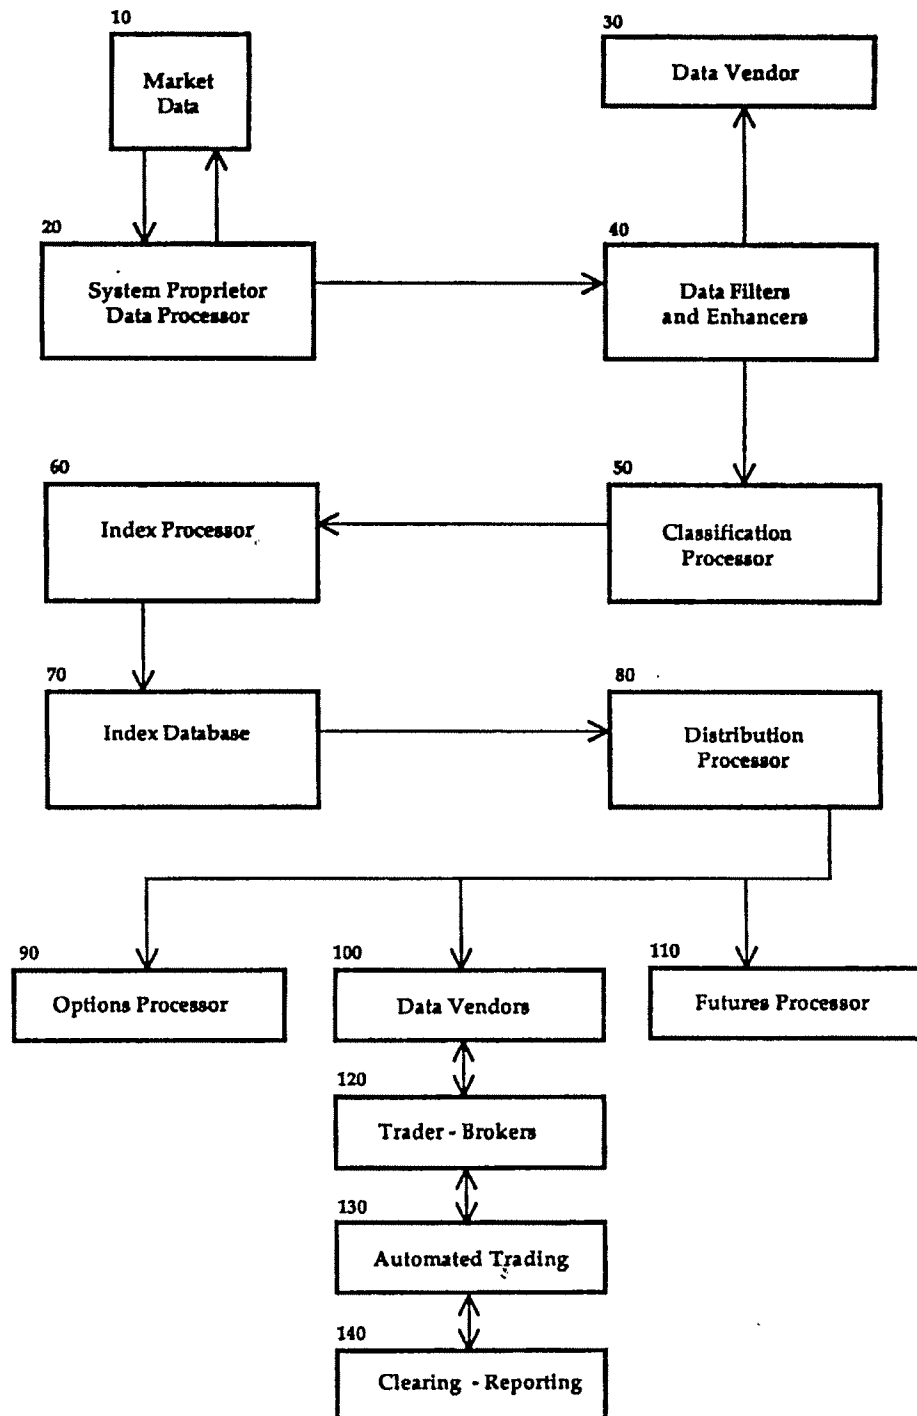 10
Market
Data
30
Data Vendor
20
System Proprietor
Data Processor
40
Data Filters
and Enhancers
60
Index Processor
50
Classification
Processor
70
Index Database
80
Distribution
Processor
90
Options Processor
100
Data Vendors
110
Futures Processor
120
Trader - Brokers
130
Automated Trading
140
Clearing - Reporting